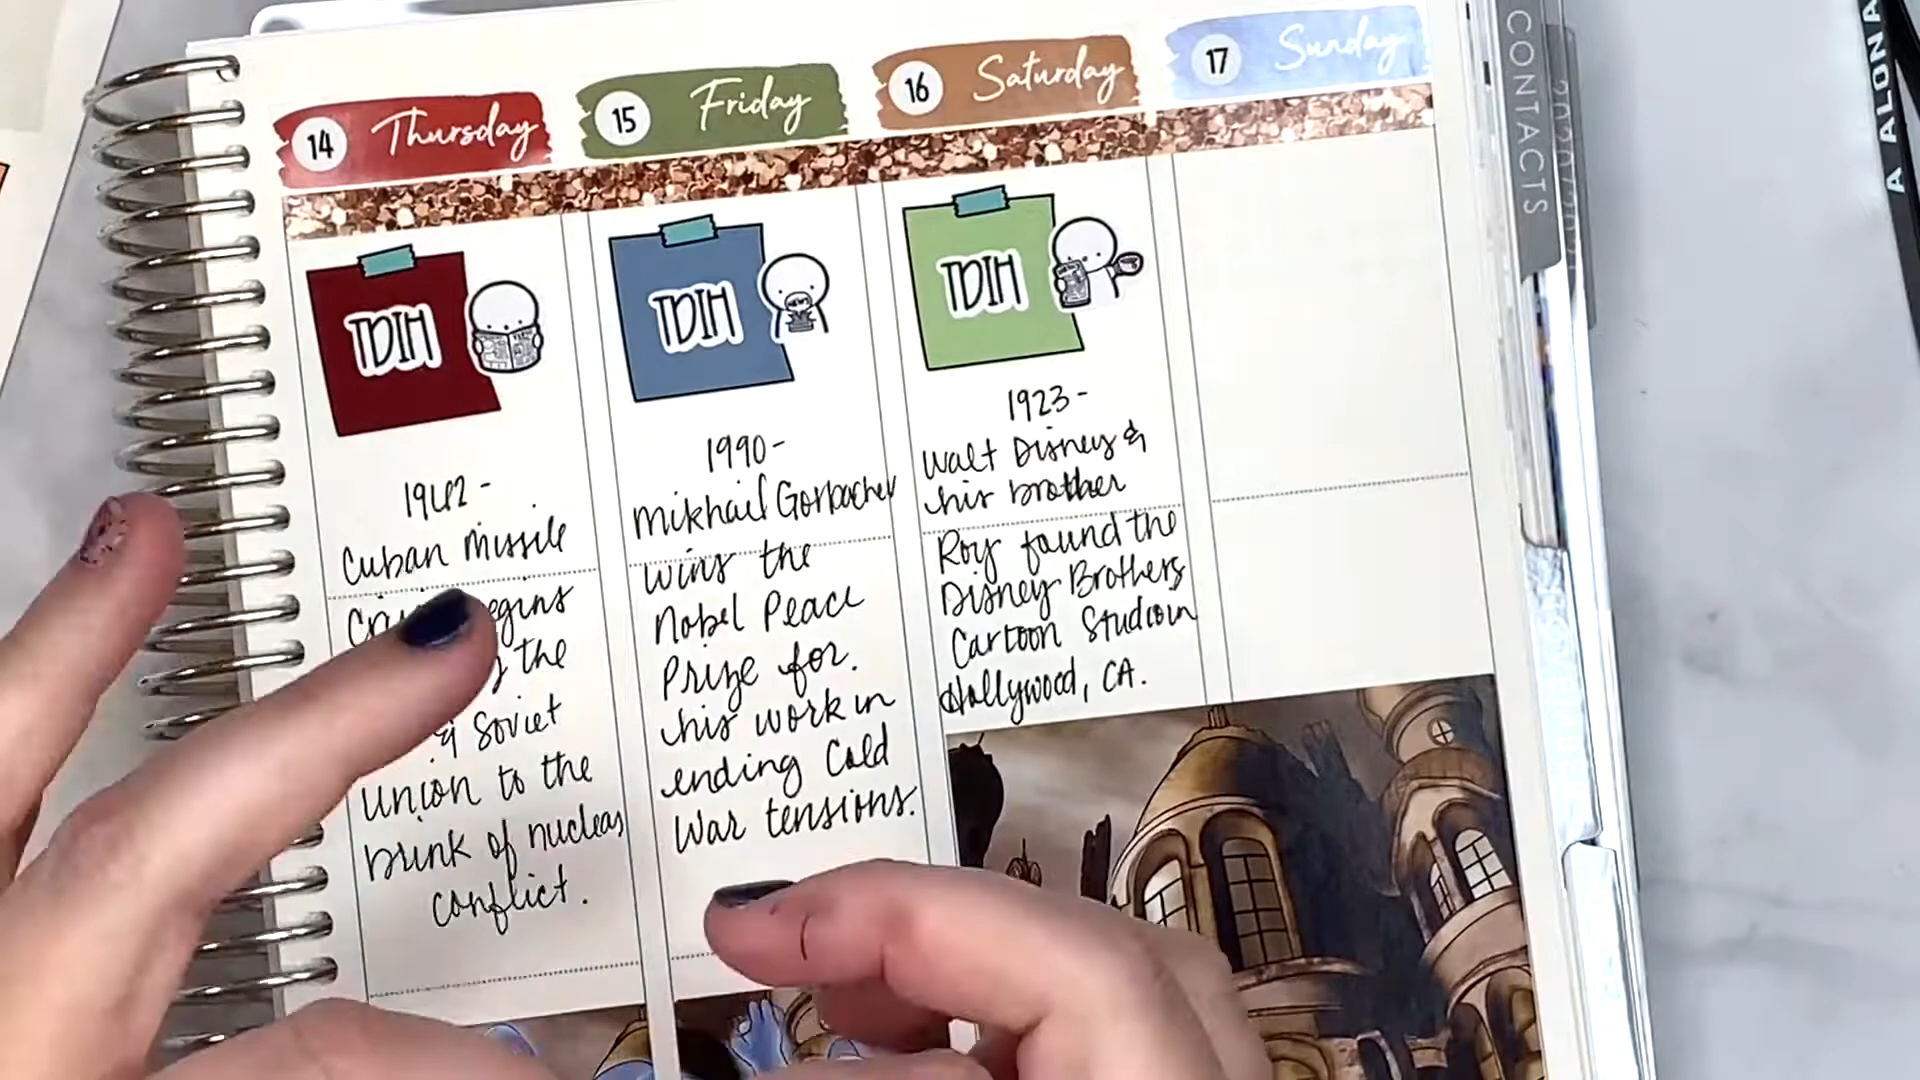 14 Thursday
15 Friday
16 Saturday
17 Sunday
CONTACTS
A ALONA
TDIH
1962-
Cuban Missile
the
& Soviet
Union to the
brink of nuclear
conflict.
TDIH
NEWS
1990-
Mikhail Gorbachev
wins the
Nobel Peace
Prize for.
his work in
ending Cold
War tensions.
TDIH
1923-
Walt Disney &
his brother
Roy found the
Disney Brothers
Cartoon Studio in
Hollywood, CA.